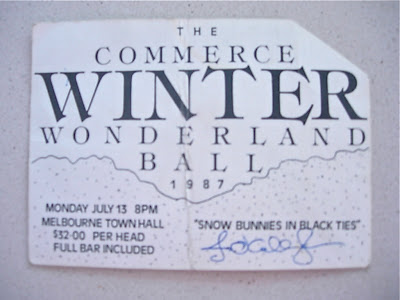 THE
COMMERCE
WINTER
WONDERLAND
BALL
1987
MONDAY JULY 13 8PM
MELBOURNE TOWN HALL
$32·00 PER HEAD
FULL BAR INCLUDED
"SNOW BUNNIES IN BLACK TIES"